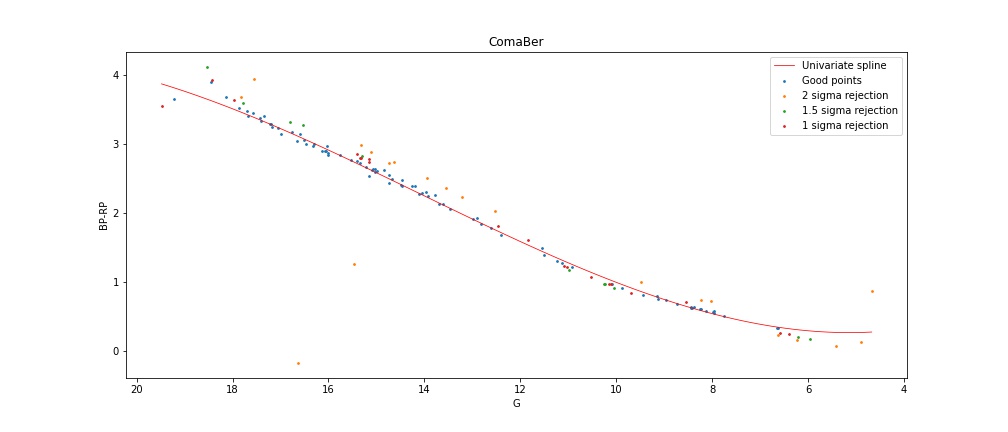 ComaBer
Univariate spline
Good points
2 sigma rejection
1.5 sigma rejection
1 sigma rejection
BP-RP
4
3
2
1
0
20 18 16 14 12 10 8 6 4
G